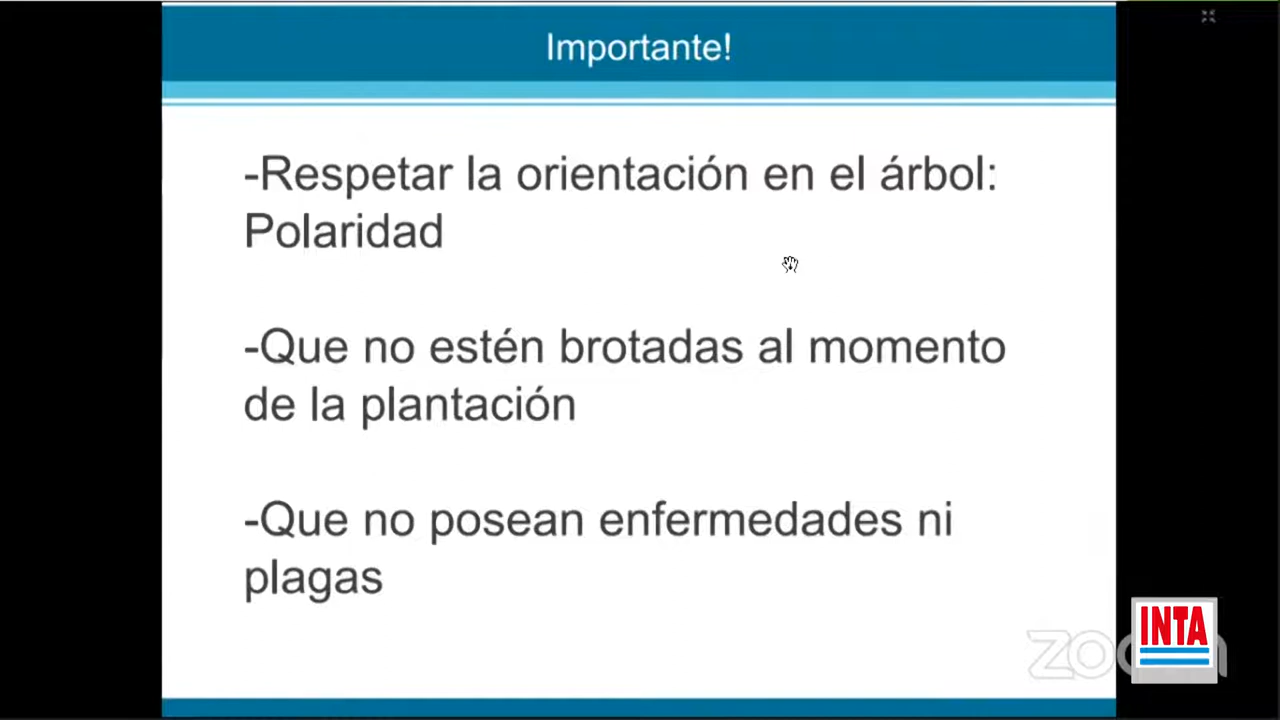 Importante!
-Respetar la orientación en el árbol:
Polaridad
-Que no estén brotadas al momento
de la plantación
-Que no posean enfermedades ni
plagas
zoom
INTA